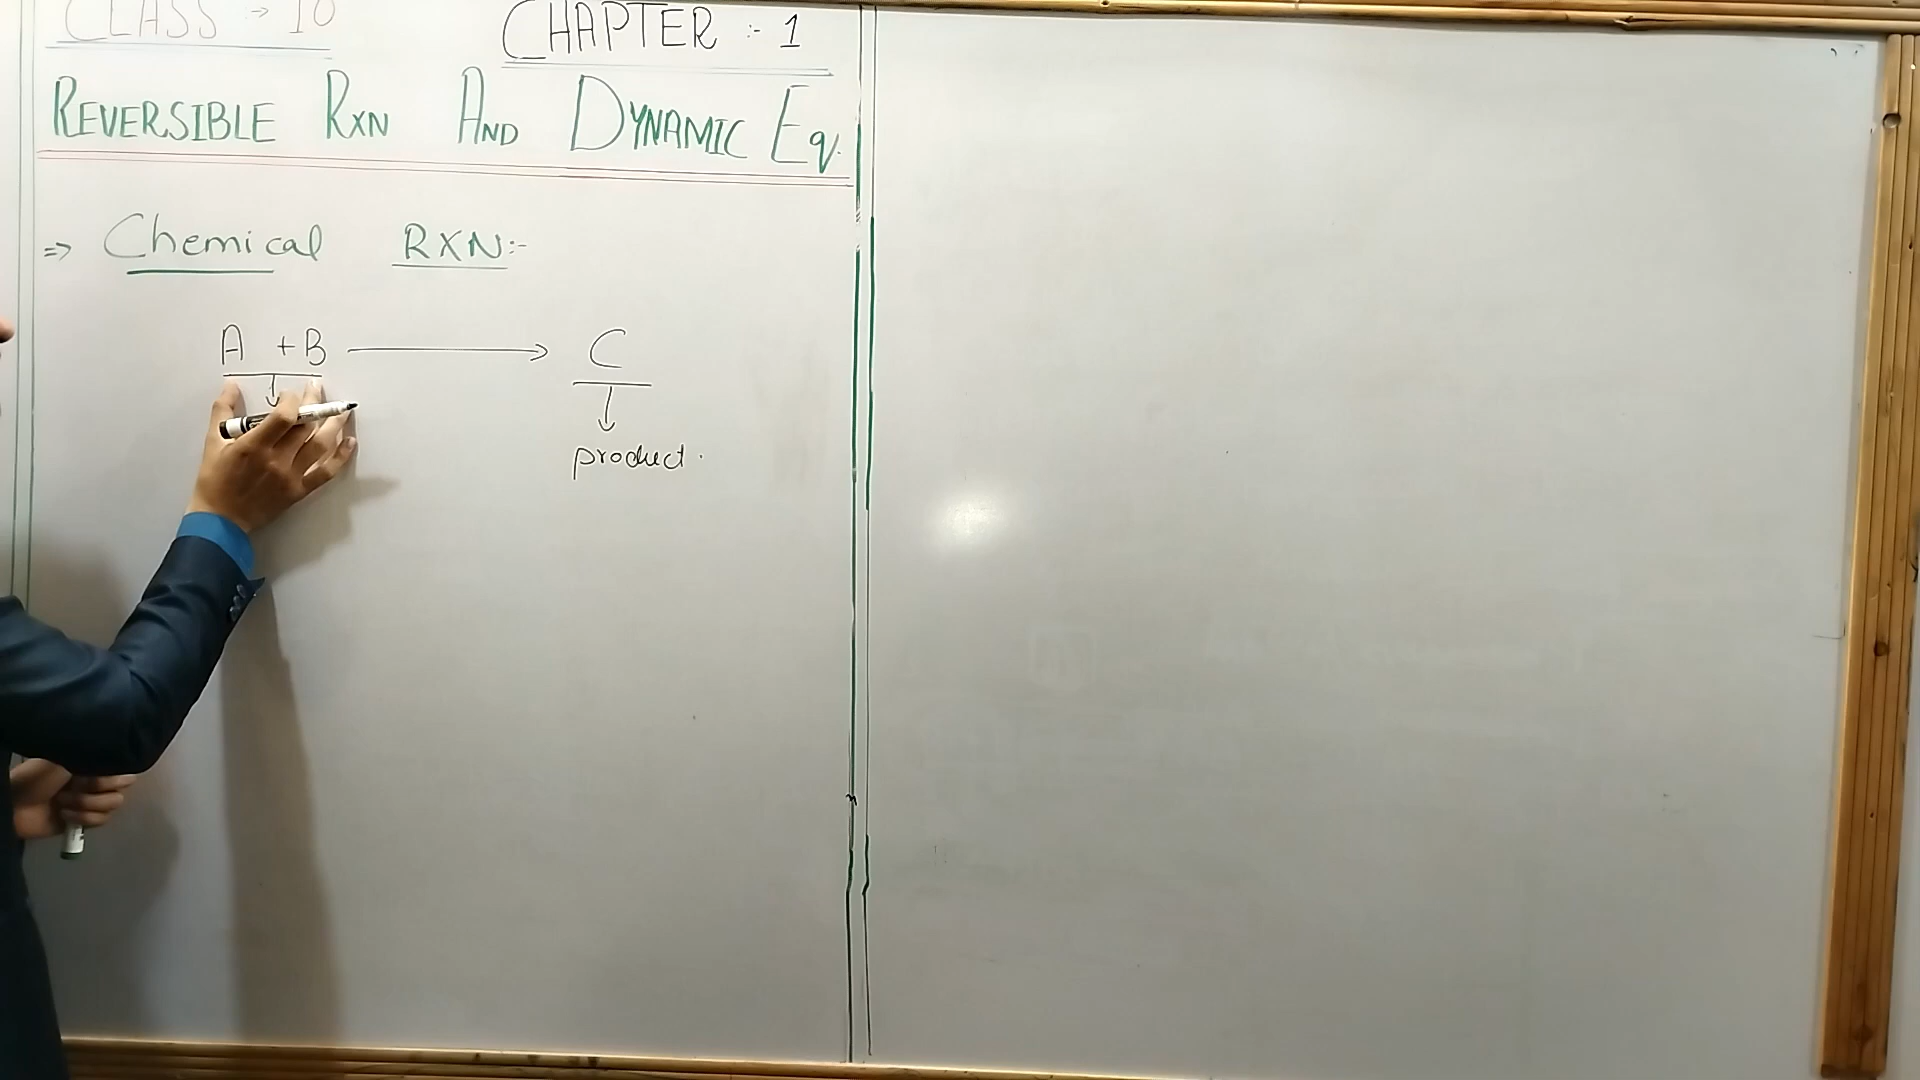 CLASS :→ 10
CHAPTER :- 1
REVERSIBLE RXN AND DYNAMIC Eq.
⇒ Chemical RXN:-
A + B ⟶ C
↓ ↓
product.